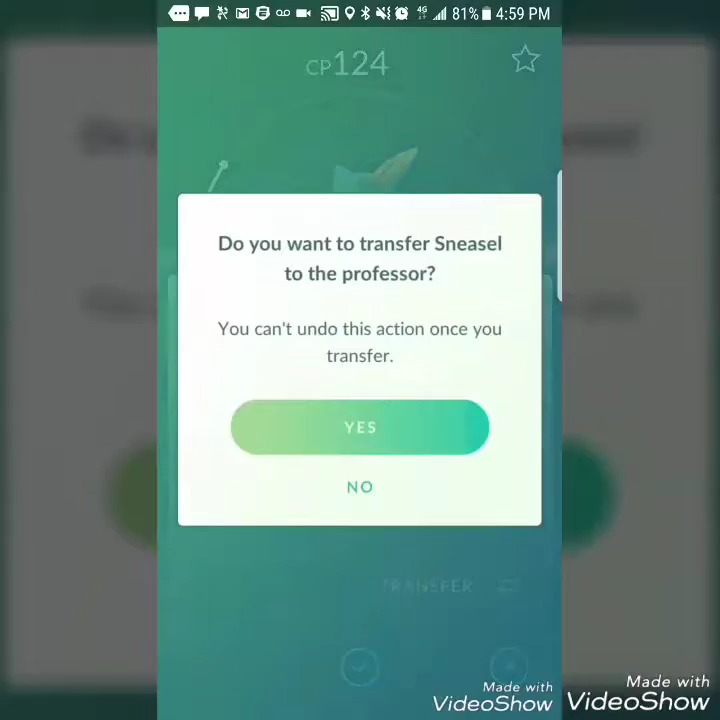 4G 81% 4:59 PM
CP124
Do you want to transfer Sneasel
to the professor?
You can't undo this action once you
transfer.
YES
NO
TRANSFER
Made with
VideoShow
Made with
VideoShow